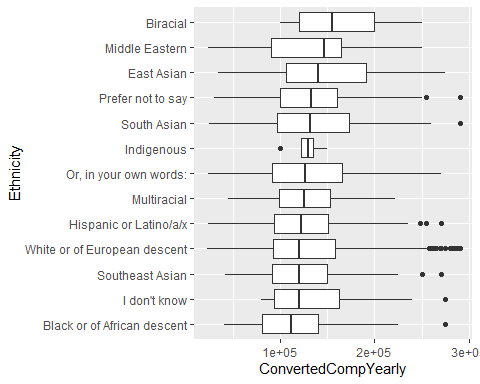 Biracial
Middle Eastern
East Asian
Prefer not to say
South Asian
Indigenous
Or, in your own words:
Multiracial
Hispanic or Latino/a/x
White or of European descent
Southeast Asian
I don't know
Black or of African descent
Ethnicity
1e+05 2e+05 3e+0
ConvertedCompYearly